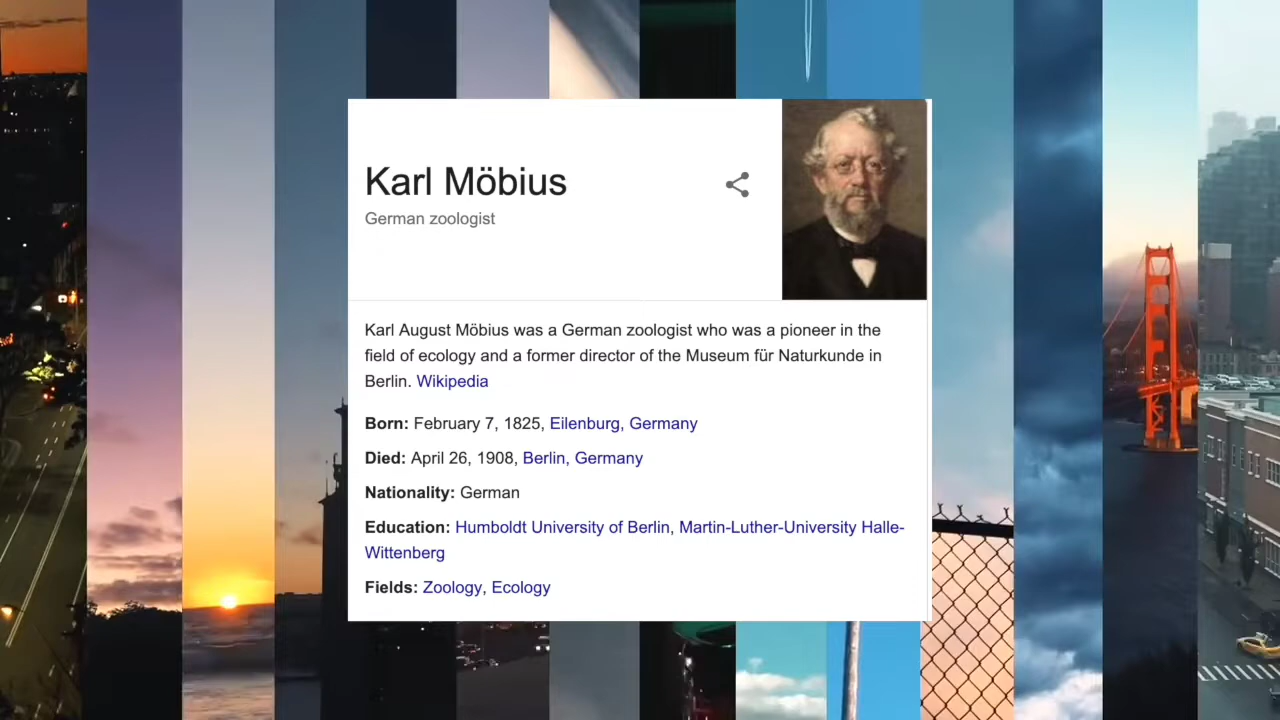 Karl Möbius
German zoologist
Karl August Möbius was a German zoologist who was a pioneer in the
field of ecology and a former director of the Museum für Naturkunde in
Berlin. Wikipedia
Born: February 7, 1825, Eilenburg, Germany
Died: April 26, 1908, Berlin, Germany
Nationality: German
Education: Humboldt University of Berlin, Martin-Luther-University Halle-
Wittenberg
Fields: Zoology, Ecology